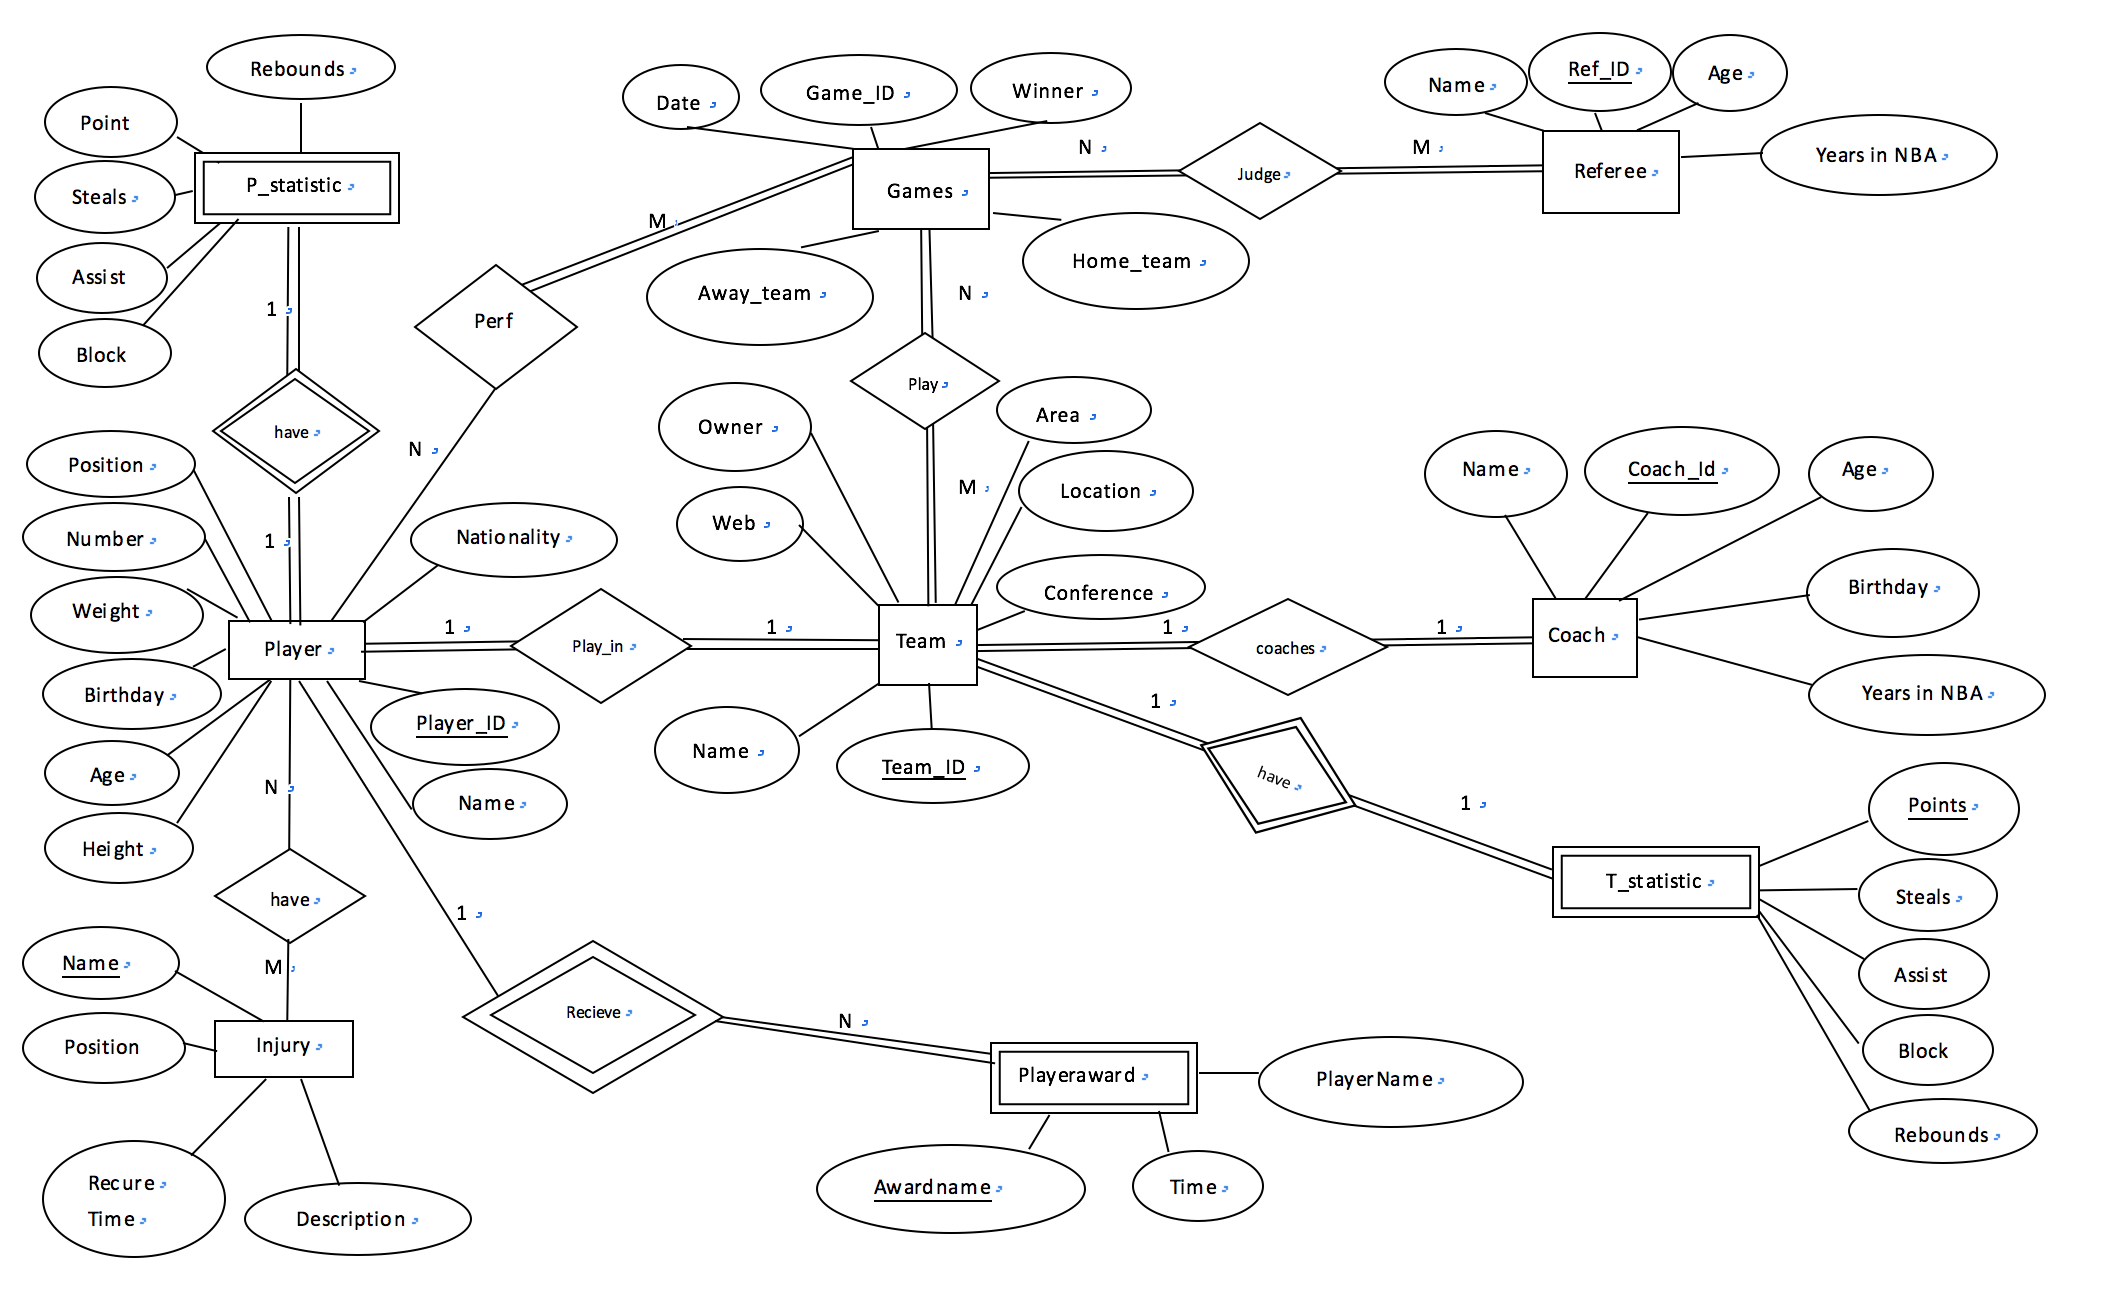 Rebounds
Point
Steals
Assist
Block
P_statistic
1
have
1
Position
Number
Weight
Birthday
Age
Height
Player
Nationality
Player_ID
Name
N
have
M
Name
Position
Injury
Recure
Time
Description
Perf
M
N
Date
Game_ID
Winner
Games
Away_team
Home_team
N
Judge
M
Name
Ref_ID
Age
Years in NBA
Referee
N
Play
M
Owner
Web
Area
Location
Conference
Team
Name
Team_ID
1
Play_in
1
1
coaches
1
Name
Coach_Id
Age
Birthday
Years in NBA
Coach
1
have
1
T_statistic
Points
Steals
Assist
Block
Rebounds
1
Recieve
N
Playeraward
PlayerName
Awardname
Time